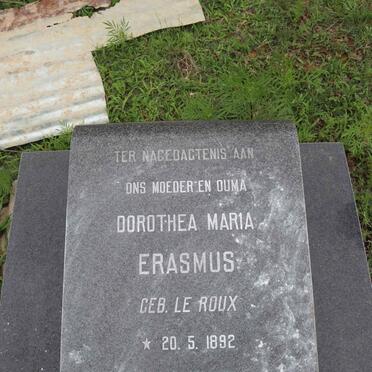 TER NAGEDAGTENIS AAN
ONS MOEDER EN OUMA
DOROTHEA MARIA
ERASMUS
GEB. LE ROUX
* 20. 5. 1892